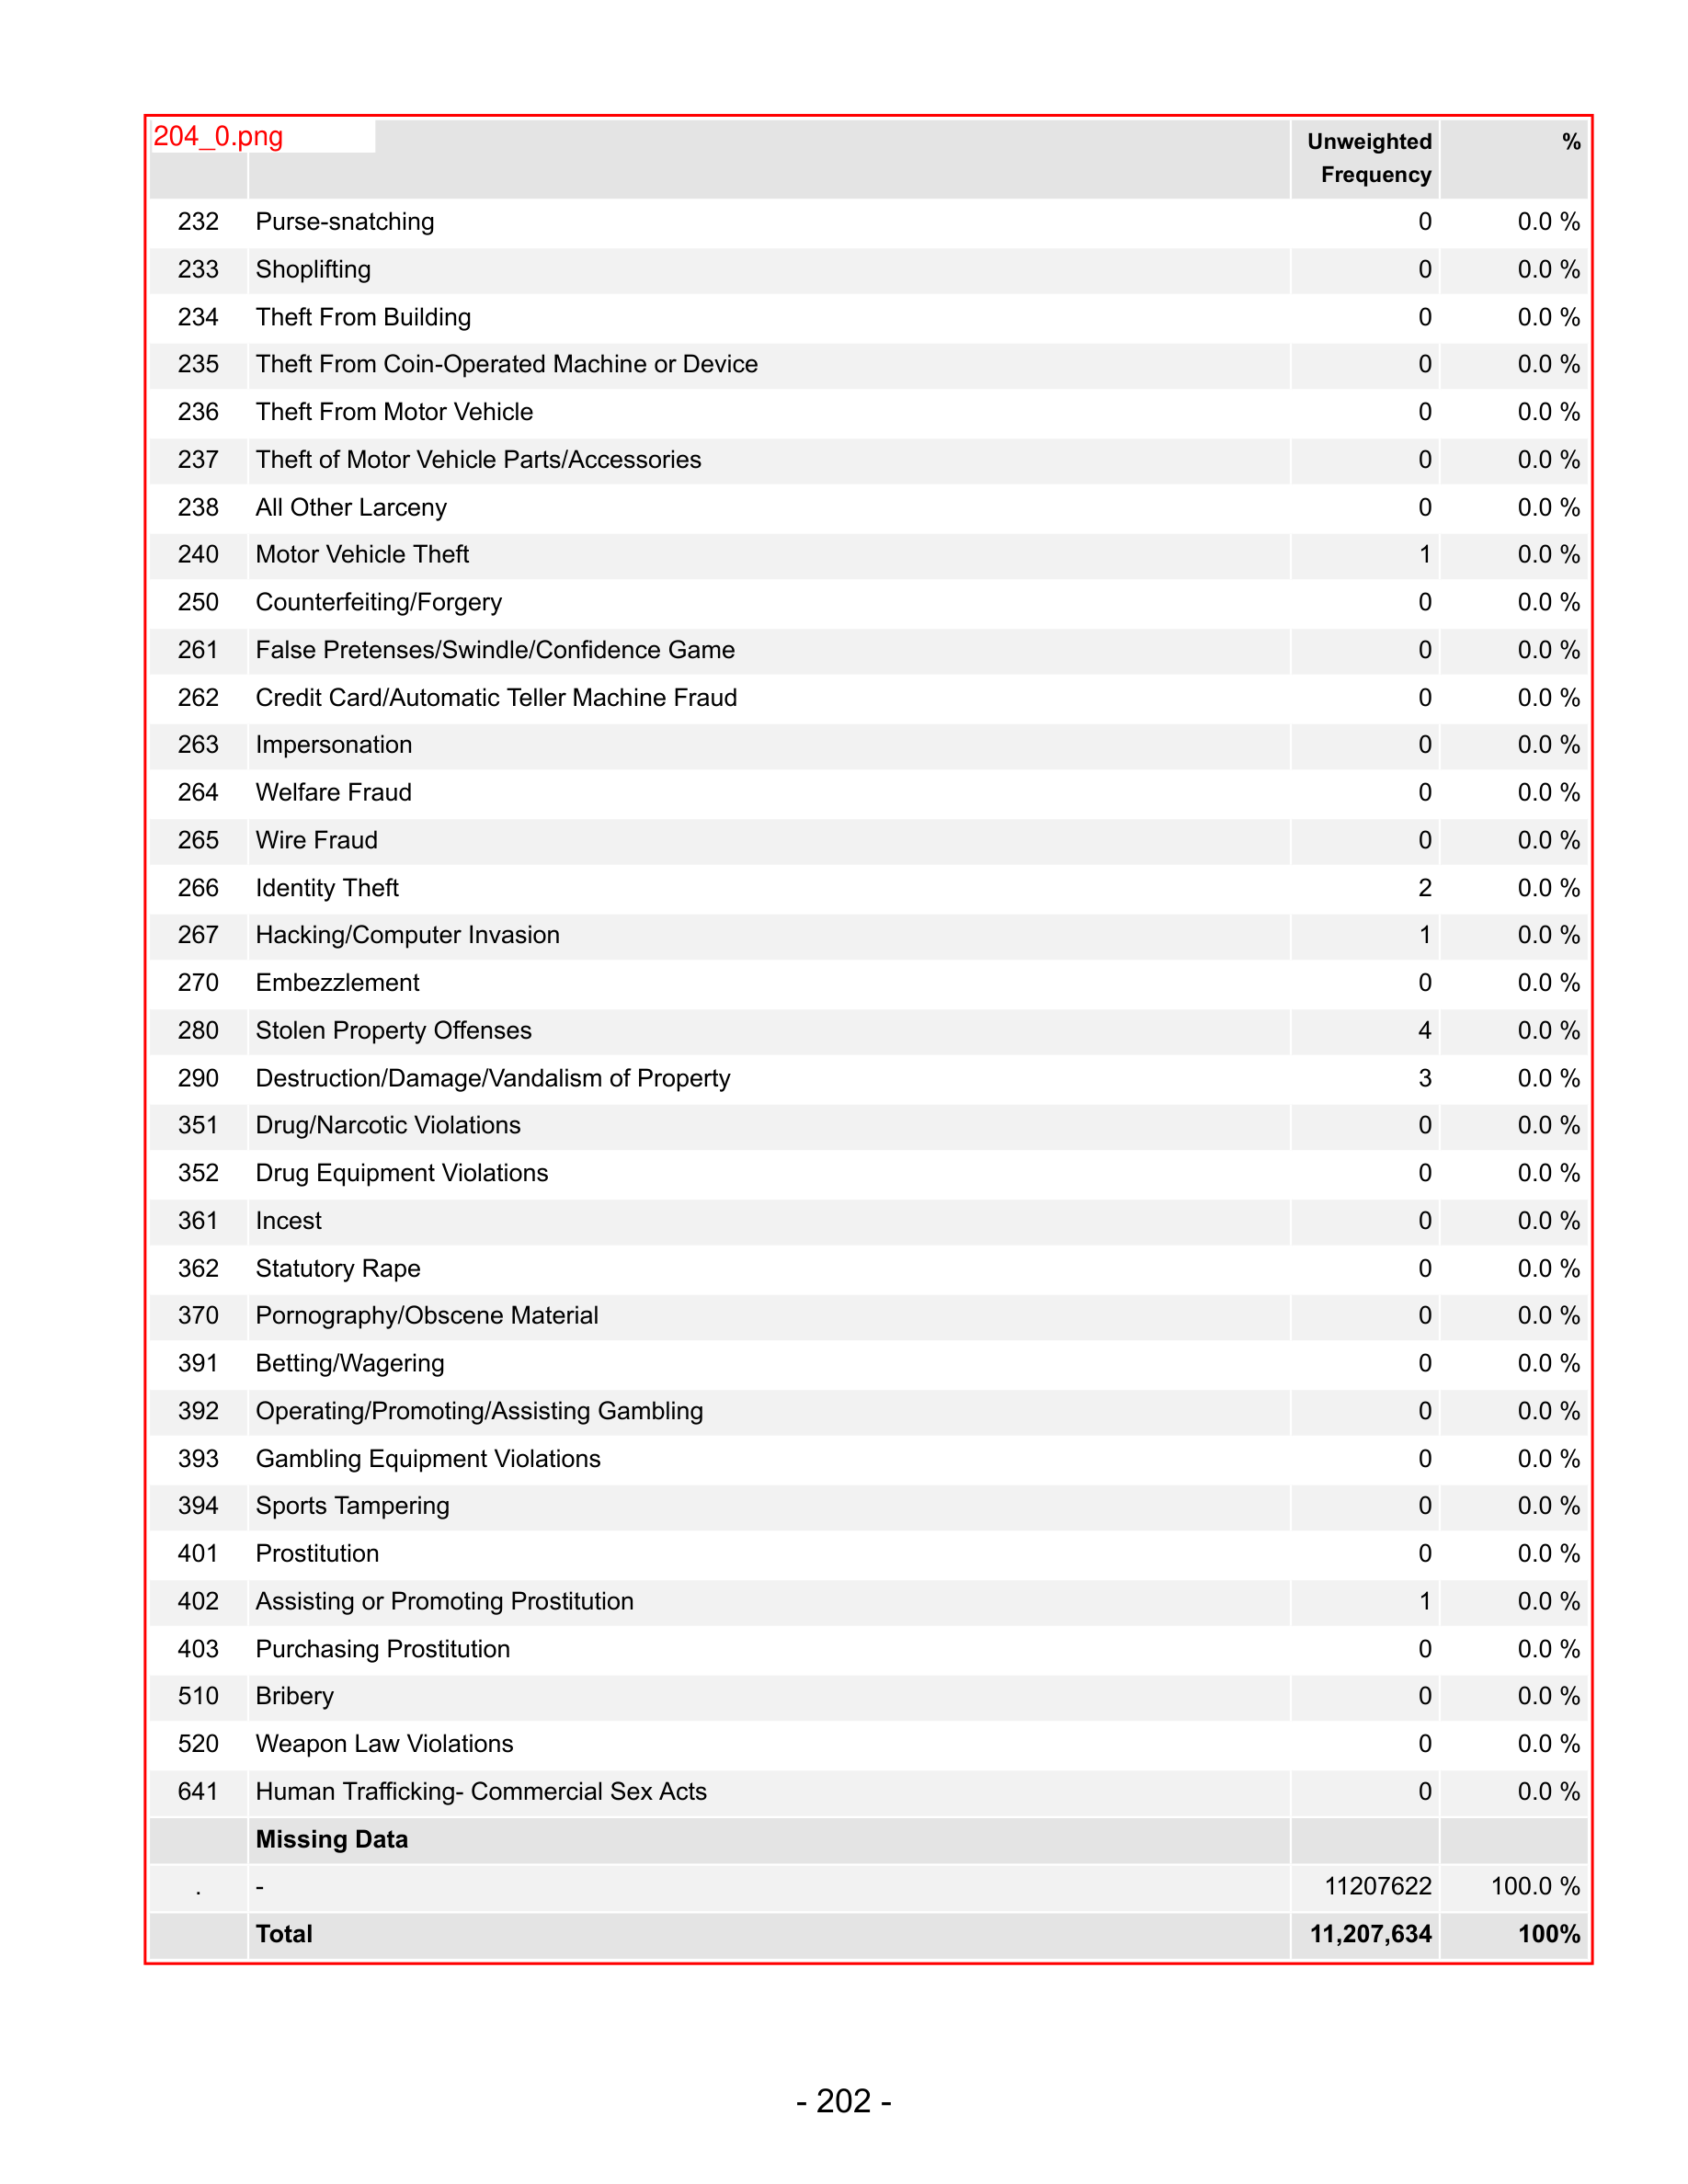 204_0.png
Unweighted Frequency %
232 Purse-snatching 0 0.0 %
233 Shoplifting 0 0.0 %
234 Theft From Building 0 0.0 %
235 Theft From Coin-Operated Machine or Device 0 0.0 %
236 Theft From Motor Vehicle 0 0.0 %
237 Theft of Motor Vehicle Parts/Accessories 0 0.0 %
238 All Other Larceny 0 0.0 %
240 Motor Vehicle Theft 1 0.0 %
250 Counterfeiting/Forgery 0 0.0 %
261 False Pretenses/Swindle/Confidence Game 0 0.0 %
262 Credit Card/Automatic Teller Machine Fraud 0 0.0 %
263 Impersonation 0 0.0 %
264 Welfare Fraud 0 0.0 %
265 Wire Fraud 0 0.0 %
266 Identity Theft 2 0.0 %
267 Hacking/Computer Invasion 1 0.0 %
270 Embezzlement 0 0.0 %
280 Stolen Property Offenses 4 0.0 %
290 Destruction/Damage/Vandalism of Property 3 0.0 %
351 Drug/Narcotic Violations 0 0.0 %
352 Drug Equipment Violations 0 0.0 %
361 Incest 0 0.0 %
362 Statutory Rape 0 0.0 %
370 Pornography/Obscene Material 0 0.0 %
391 Betting/Wagering 0 0.0 %
392 Operating/Promoting/Assisting Gambling 0 0.0 %
393 Gambling Equipment Violations 0 0.0 %
394 Sports Tampering 0 0.0 %
401 Prostitution 0 0.0 %
402 Assisting or Promoting Prostitution 1 0.0 %
403 Purchasing Prostitution 0 0.0 %
510 Bribery 0 0.0 %
520 Weapon Law Violations 0 0.0 %
641 Human Trafficking- Commercial Sex Acts 0 0.0 %
Missing Data
. - 11207622 100.0 %
Total 11,207,634 100%
- 202 -